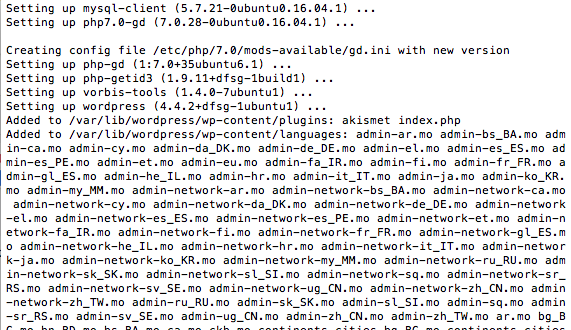 Setting up mysql-client (5.7.21-0ubuntu0.16.04.1) ...
Setting up php7.0-gd (7.0.28-0ubuntu0.16.04.1) ...
Creating config file /etc/php/7.0/mods-available/gd.ini with new version
Setting up php-gd (1:7.0+35ubuntu6.1) ...
Setting up php-getid3 (1.9.11+dfsg-1build1) ...
Setting up vorbis-tools (1.4.0-7ubuntu1) ...
Setting up wordpress (4.4.2+dfsg-1ubuntu1) ...
Added to /var/lib/wordpress/wp-content/plugins: akismet index.php
Added to /var/lib/wordpress/wp-content/languages: admin-ar.mo admin-bs_BA.mo adm
in-ca.mo admin-cy.mo admin-da_DK.mo admin-de_DE.mo admin-el.mo admin-es_ES.mo ad
min-es_PE.mo admin-et.mo admin-eu.mo admin-fa_IR.mo admin-fi.mo admin-fr_FR.mo a
dmin-gl_ES.mo admin-he_IL.mo admin-hr.mo admin-it_IT.mo admin-ja.mo admin-ko_KR.
mo admin-my_MM.mo admin-network-ar.mo admin-network-bs_BA.mo admin-network-ca.mo
admin-network-cy.mo admin-network-da_DK.mo admin-network-de_DE.mo admin-network
-el.mo admin-network-es_ES.mo admin-network-es_PE.mo admin-network-et.mo admin-n
etwork-fa_IR.mo admin-network-fi.mo admin-network-fr_FR.mo admin-network-gl_ES.m
o admin-network-he_IL.mo admin-network-hr.mo admin-network-it_IT.mo admin-networ
k-ja.mo admin-network-ko_KR.mo admin-network-my_MM.mo admin-network-ru_RU.mo adm
in-network-sk_SK.mo admin-network-sl_SI.mo admin-network-sq.mo admin-network-sr_
RS.mo admin-network-sv_SE.mo admin-network-ug_CN.mo admin-network-zh_CN.mo admin
-network-zh_TW.mo admin-ru_RU.mo admin-sk_SK.mo admin-sl_SI.mo admin-sq.mo admin
-sr_RS.mo admin-sv_SE.mo admin-ug_CN.mo admin-zh_CN.mo admin-zh_TW.mo ar.mo bg_B